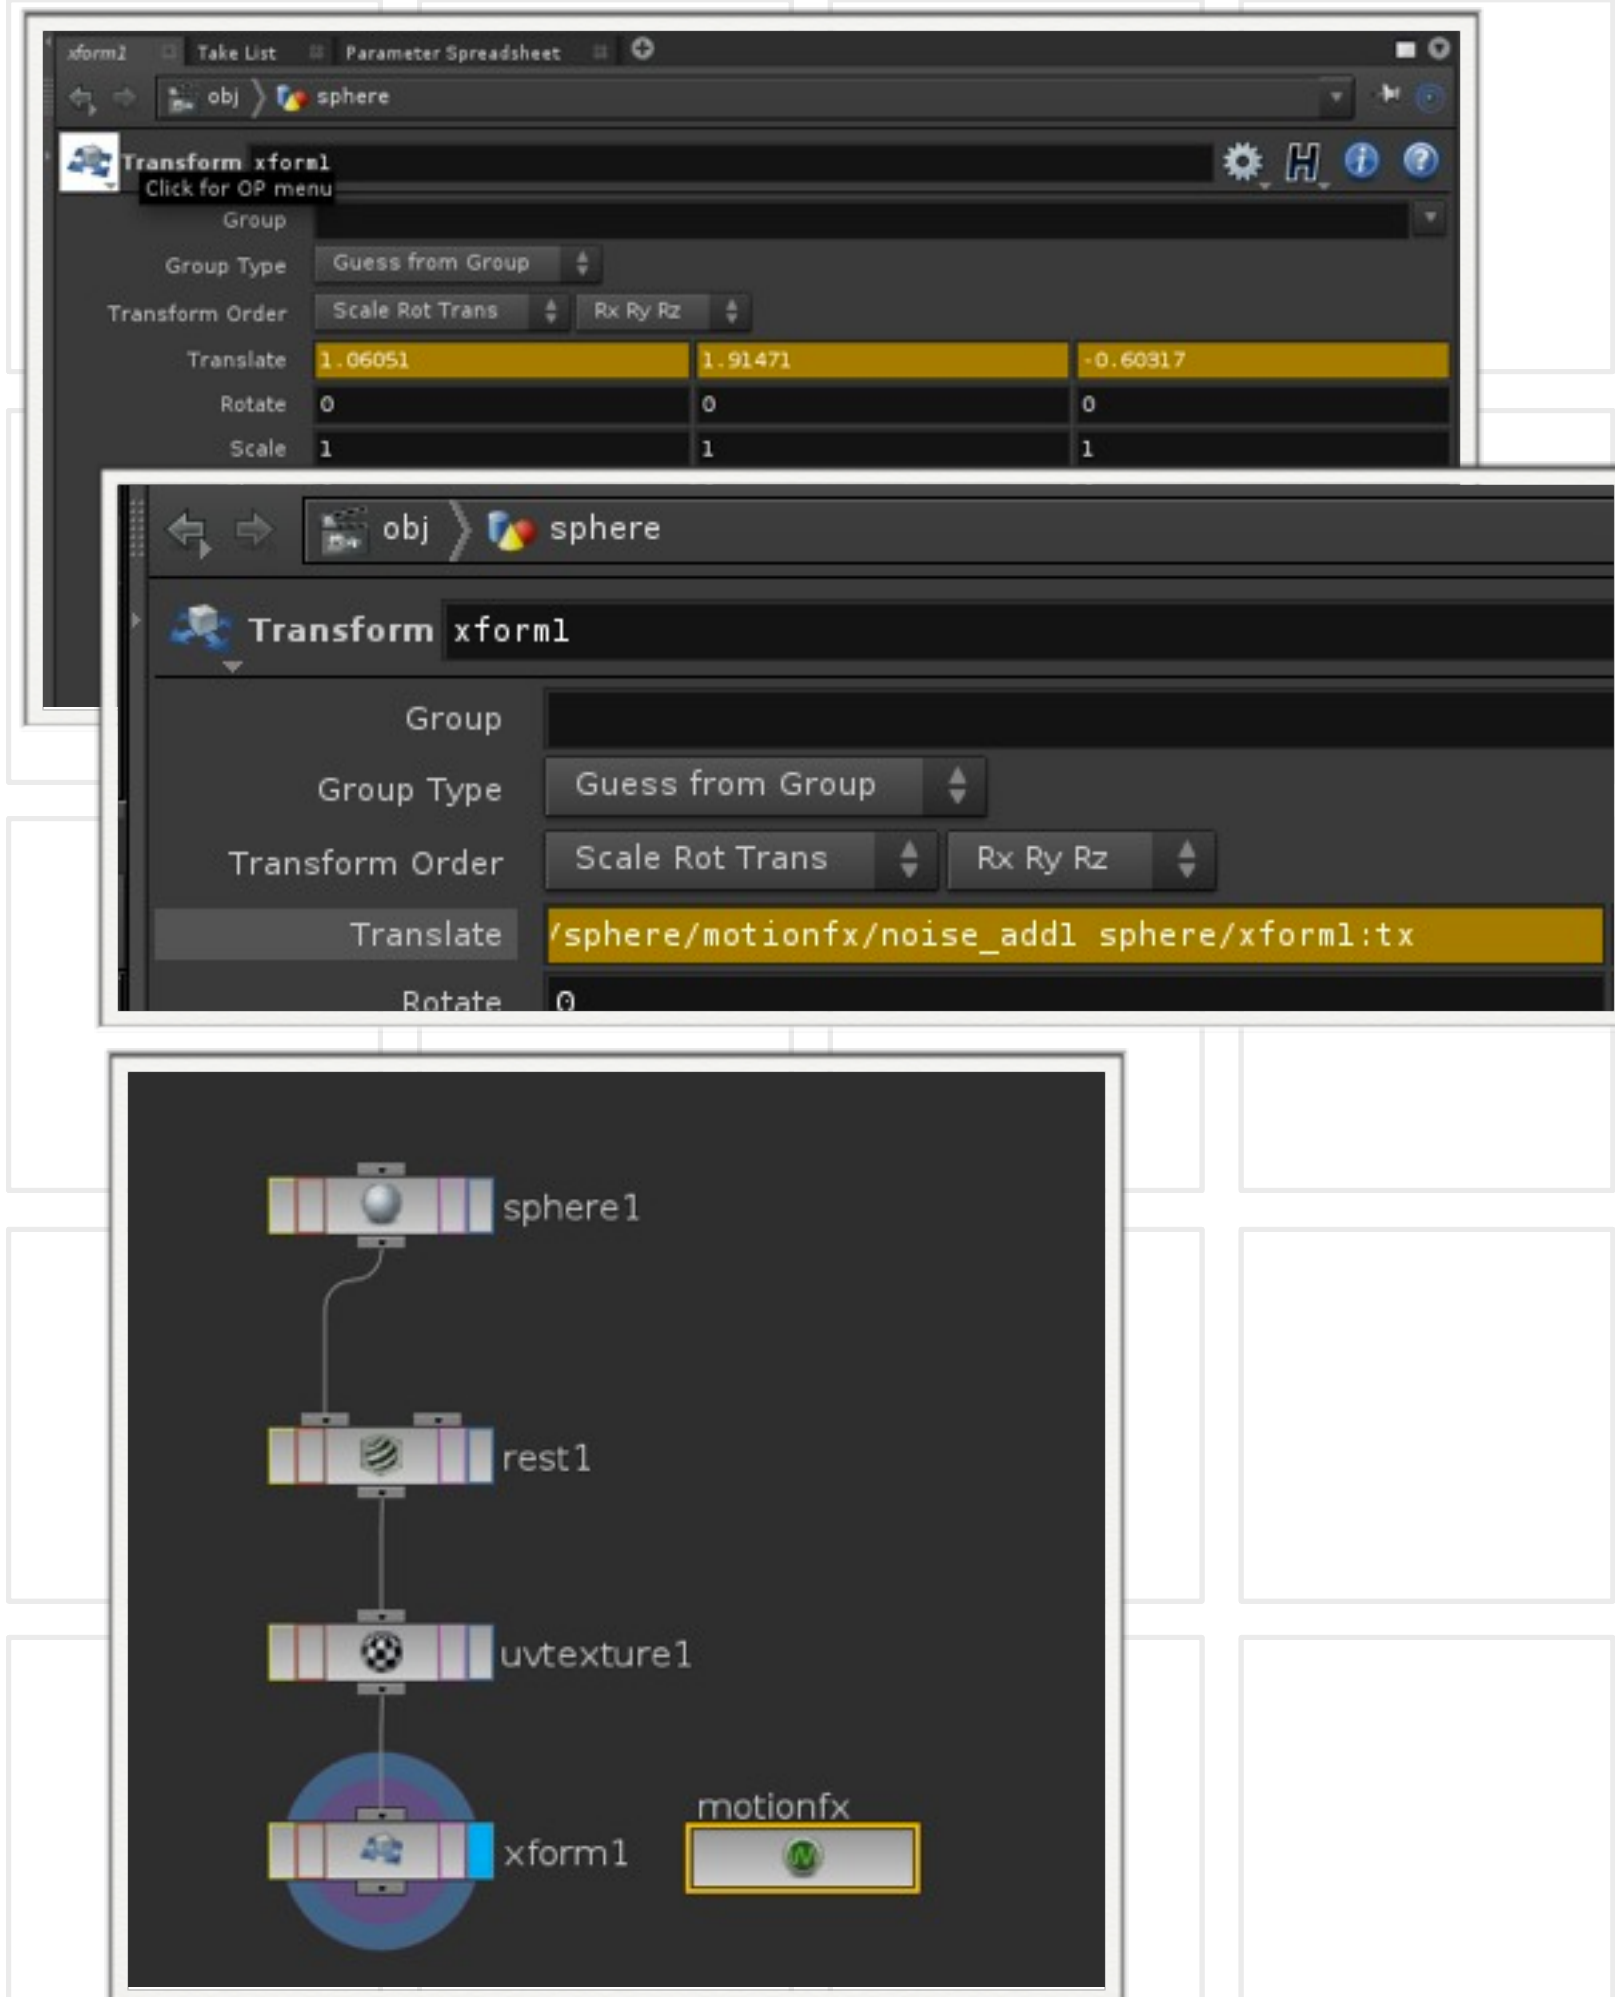 xform1 Take List Parameter Spreadsheet
obj sphere
Transform xform1
Click for OP menu
Group
Group Type Guess from Group
Transform Order Scale Rot Trans Rx Ry Rz
Translate 1.06051 1.91471 -0.60317
Rotate 0 0 0
Scale 1 1 1
obj sphere
Transform xform1
Group
Group Type Guess from Group
Transform Order Scale Rot Trans Rx Ry Rz
Translate /sphere/motionfx/noise_add1 sphere/xform1:tx
Rotate 0
sphere1
rest1
uvtexture1
motionfx
xform1